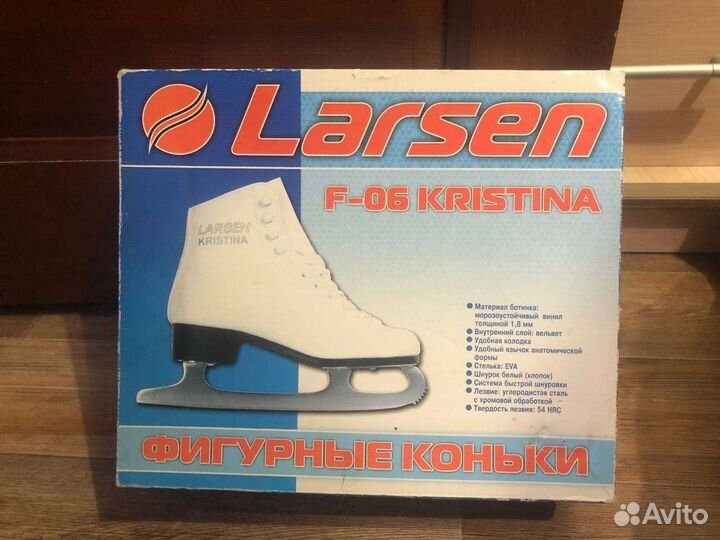 Larsen
F-06 KRISTINA
LARSEN
KRISTINA
Материал ботинка:
морозоустойчивый винил
толщиной 1,8 мм
Внутренний слой: вельвет
Удобная колодка
Удобный язычок анатомической
формы
Стелька: EVA
Шнурок белый (хлопок)
Система быстрой шнуровки
Лезвие: углеродистая сталь
с хромовой обработкой
Твердость лезвия: 54 HRC
ФИГУРНЫЕ КОНЬКИ
Avito